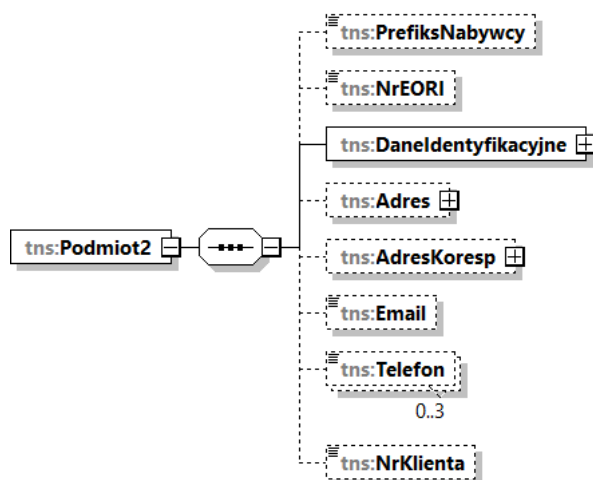 tns:PrefiksNabywcy
tns:NrEORI
tns:DaneIdentyfikacyjne
tns:Adres
tns:Podmiot2
tns:AdresKoresp
tns:Email
tns:Telefon
0..3
tns:NrKlienta